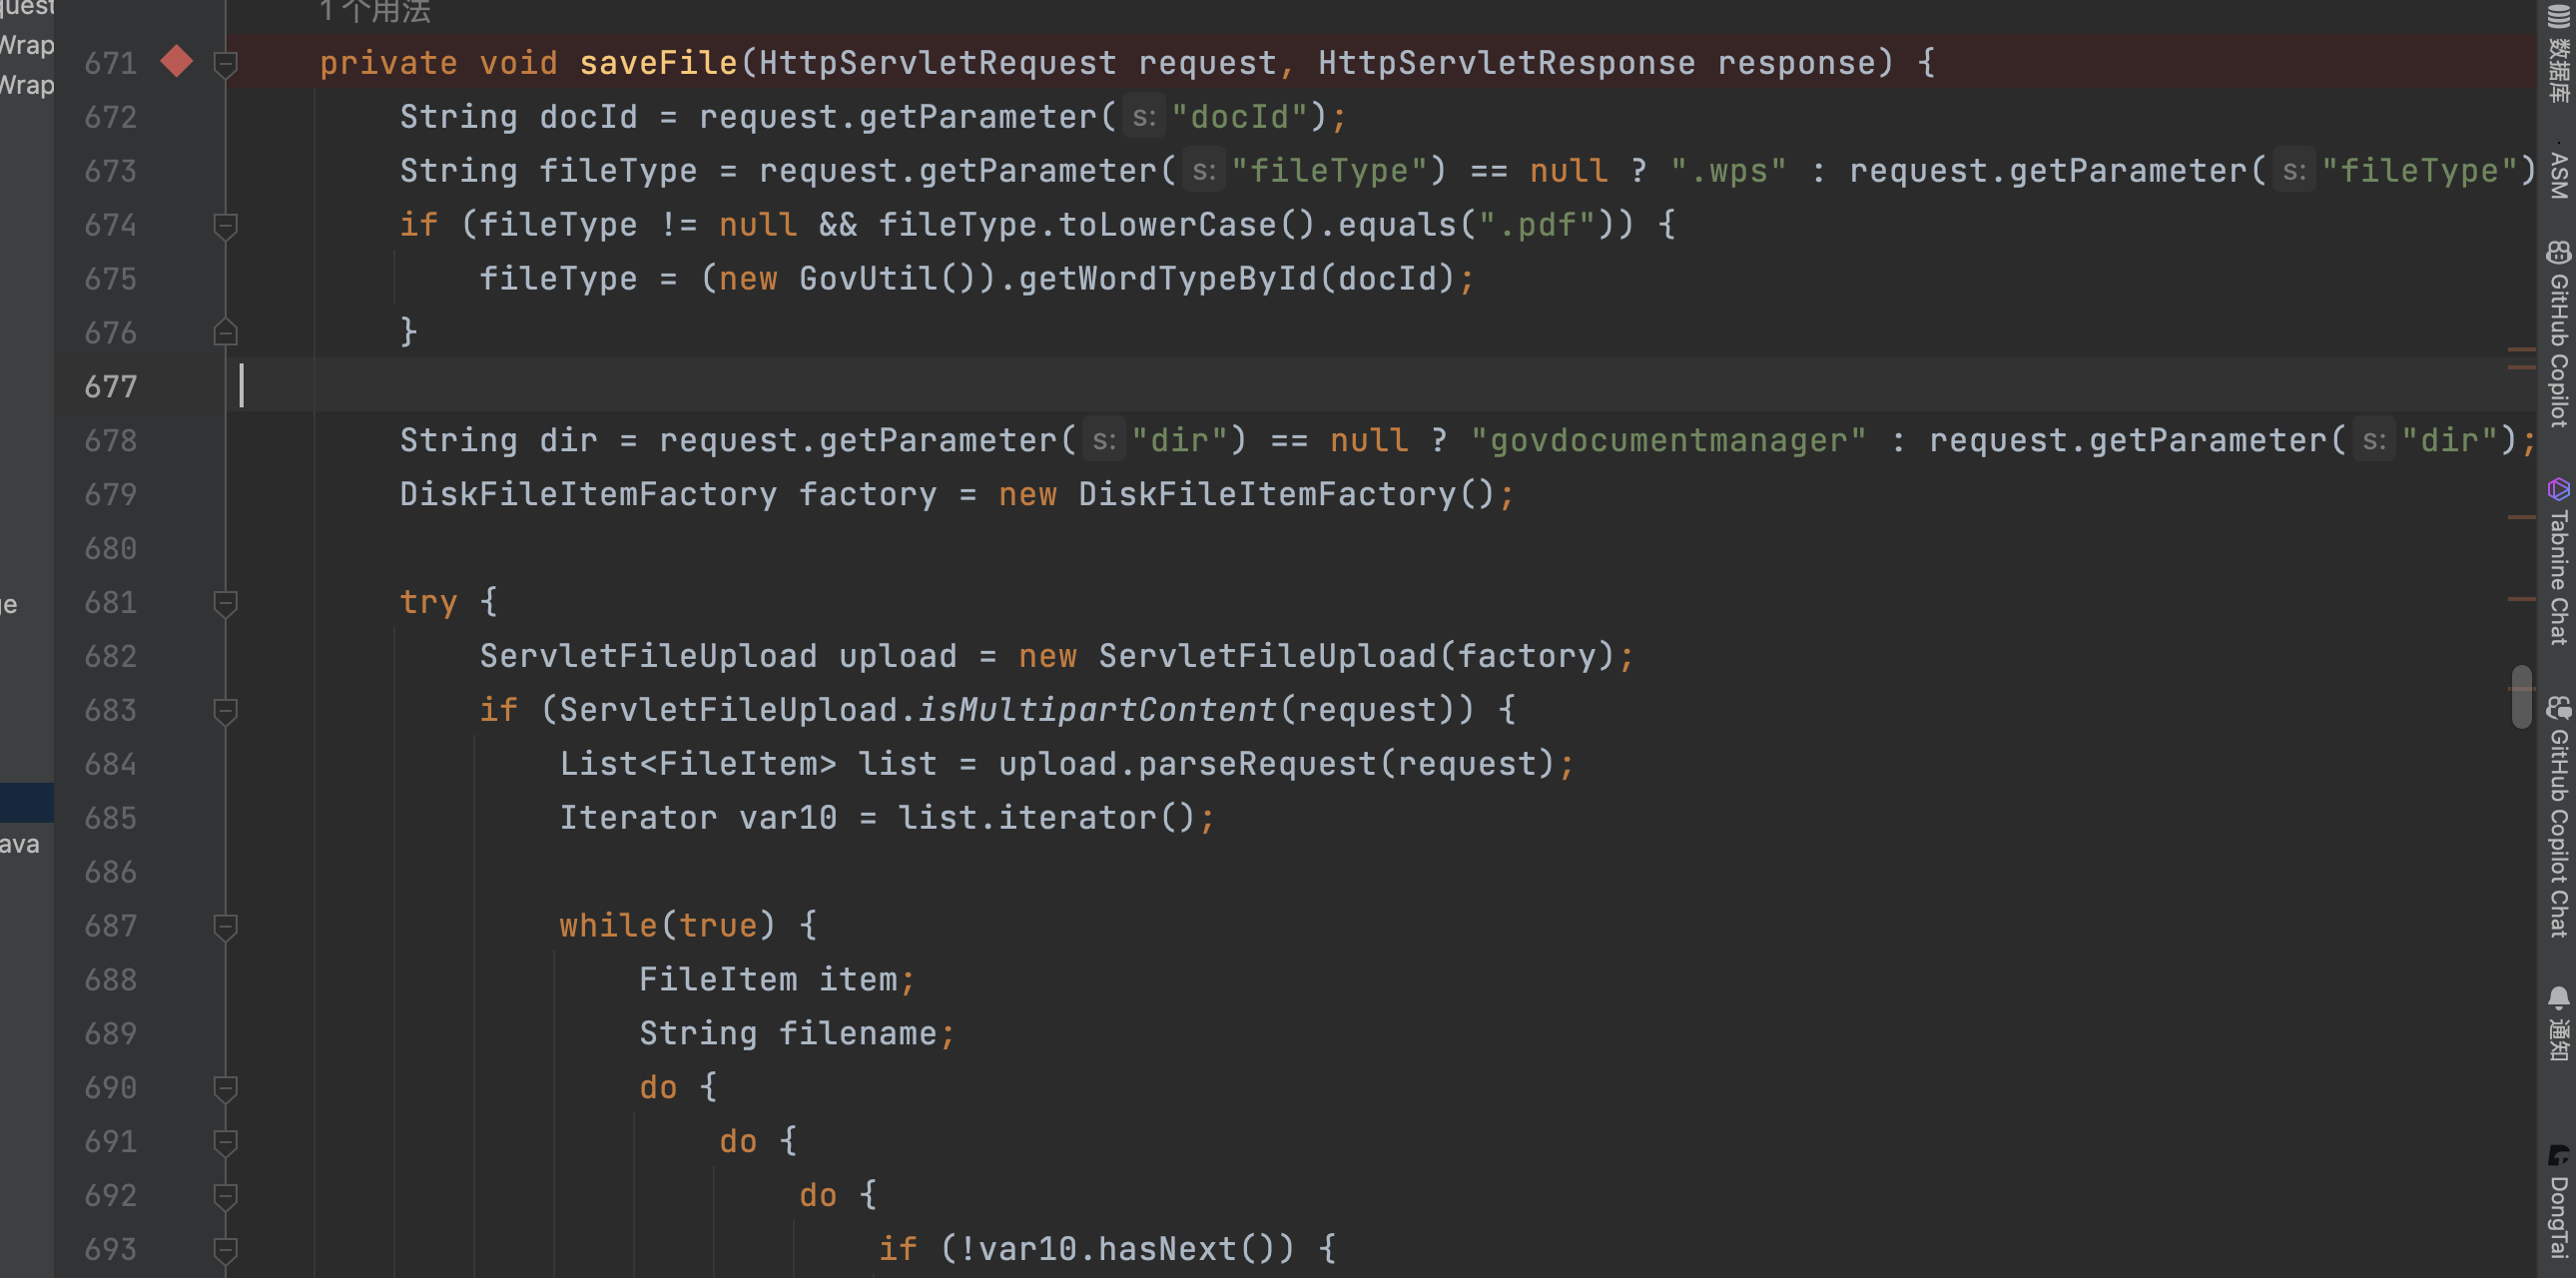 quest
Wrap
Wrap
ge
ava
1个用法
671 private void saveFile(HttpServletRequest request, HttpServletResponse response) {
672 String docId = request.getParameter( s: "docId");
673 String fileType = request.getParameter( s: "fileType") == null ? ".wps" : request.getParameter( s: "fileType")
674 if (fileType != null && fileType.toLowerCase().equals(".pdf")) {
675 fileType = (new GovUtil()).getWordTypeById(docId);
676 }
677
678 String dir = request.getParameter( s: "dir") == null ? "govdocumentmanager" : request.getParameter( s: "dir");
679 DiskFileItemFactory factory = new DiskFileItemFactory();
680
681 try {
682 ServletFileUpload upload = new ServletFileUpload(factory);
683 if (ServletFileUpload.isMultipartContent(request)) {
684 List<FileItem> list = upload.parseRequest(request);
685 Iterator var10 = list.iterator();
686
687 while(true) {
688 FileItem item;
689 String filename;
690 do {
691 do {
692 do {
693 if (!var10.hasNext()) {
数据库
ASM
GitHub Copilot
Tabnine Chat
GitHub Copilot Chat
通知
DongTai